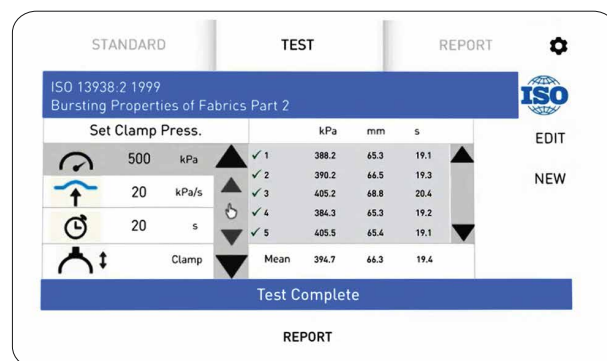 STANDARD TEST REPORT
ISO 13938:2 1999
Bursting Properties of Fabrics Part 2
ISO
Set Clamp Press. kPa mm s
EDIT
500 kPa ✓ 1 388.2 65.3 19.1
✓ 2 390.2 66.5 19.3
NEW
20 kPa/s ✓ 3 405.2 68.8 20.4
✓ 4 384.3 65.3 19.2
20 s ✓ 5 405.5 65.4 19.1
Clamp Mean 394.7 66.3 19.4
Test Complete
REPORT